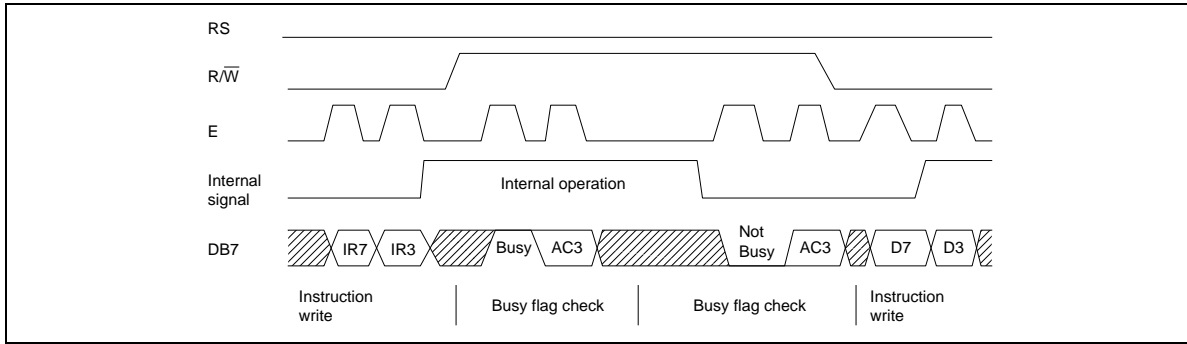 RS
R/W̅
E
Internal
signal
Internal operation
DB7
IR7
IR3
Busy
AC3
Not
Busy
AC3
D7
D3
Instruction
write
Busy flag check
Busy flag check
Instruction
write